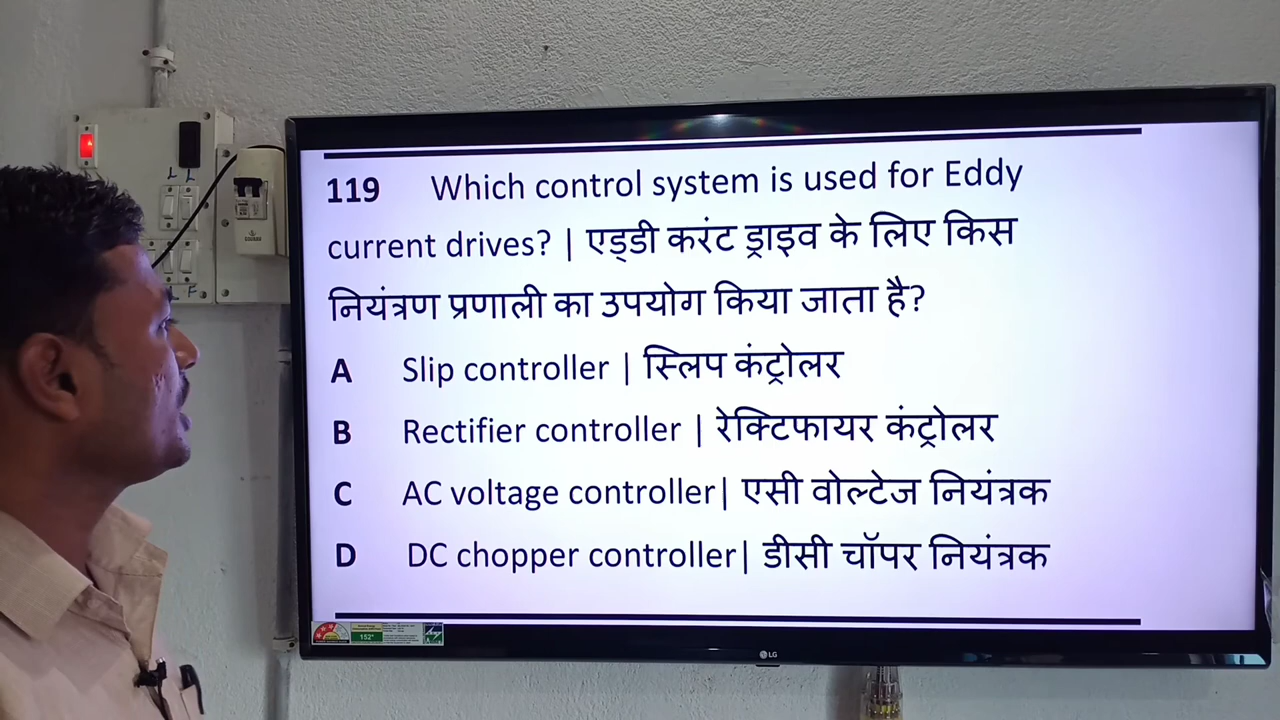 119 Which control system is used for Eddy
current drives? | एड्डी करंट ड्राइव के लिए किस
नियंत्रण प्रणाली का उपयोग किया जाता है?
A Slip controller | स्लिप कंट्रोलर
B Rectifier controller | रेक्टिफायर कंट्रोलर
C AC voltage controller| एसी वोल्टेज नियंत्रक
D DC chopper controller| डीसी चॉपर नियंत्रक
LG